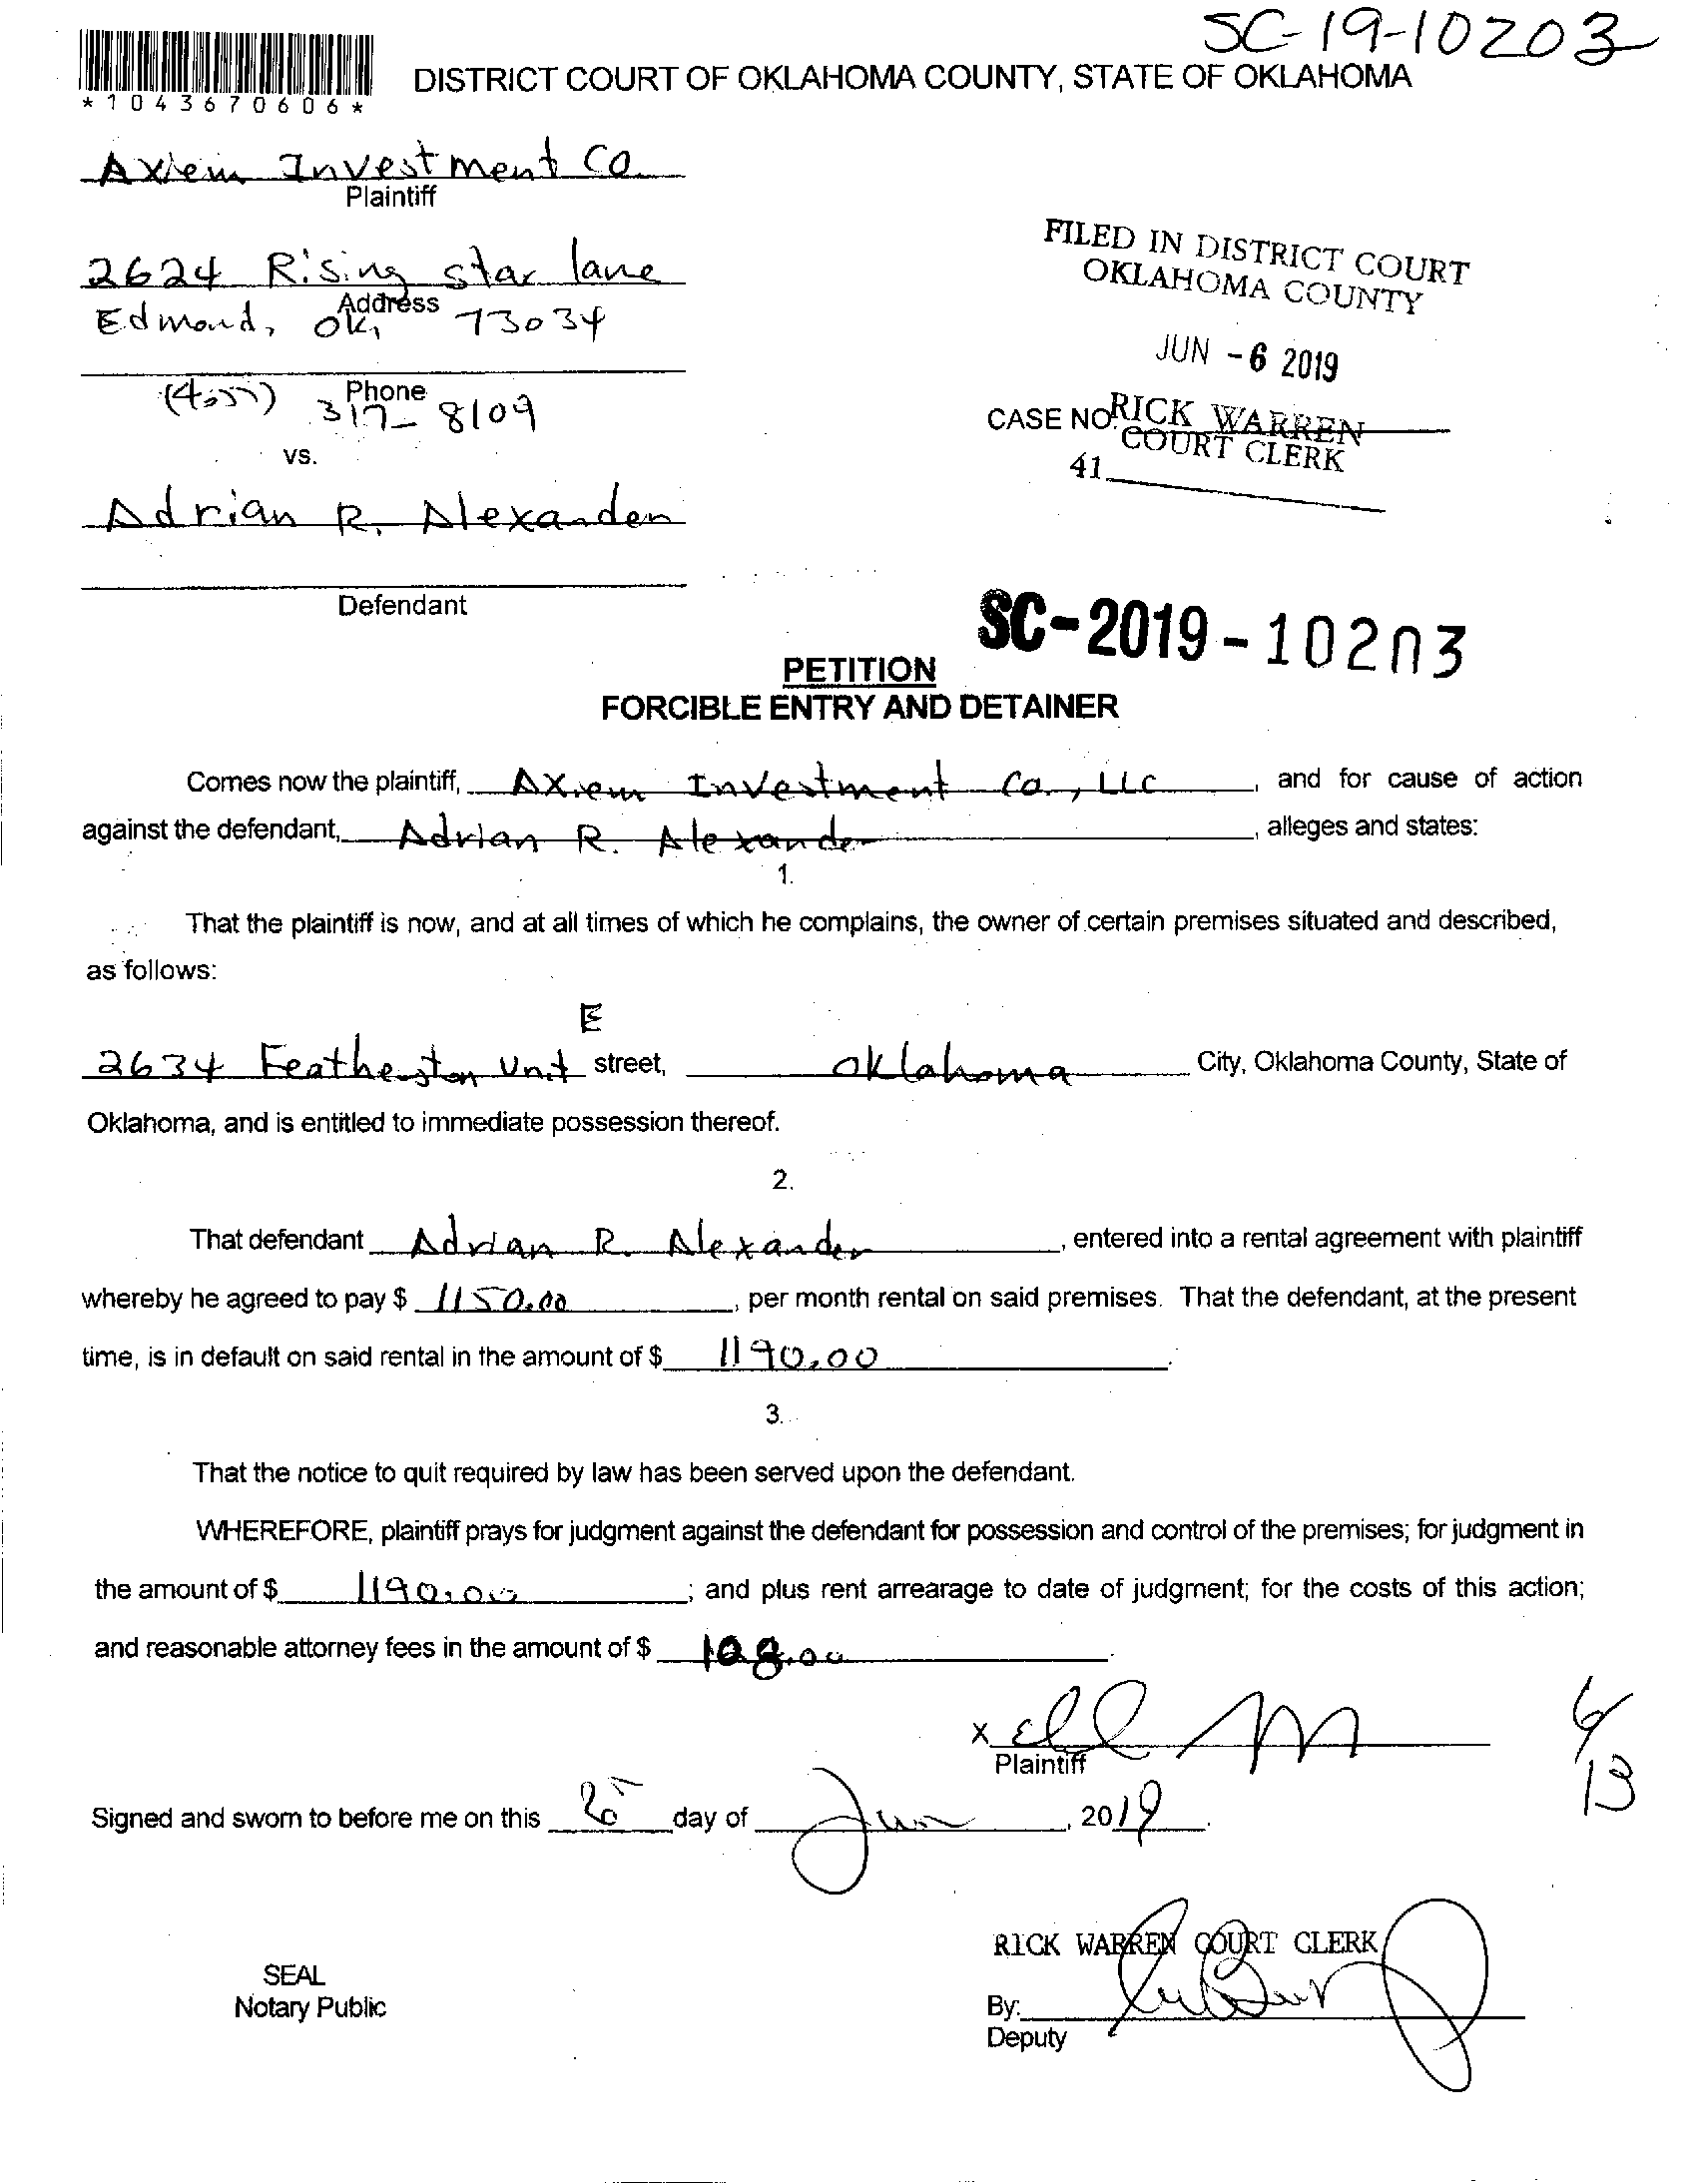 SC-19-10203
*1043670606*
DISTRICT COURT OF OKLAHOMA COUNTY, STATE OF OKLAHOMA
Axiem Investment Co.
Plaintiff
2624 Rising star lane
Address
Edmond, OK, 73034
Phone
(405) 317-8109
vs.
Adrian R. Alexander
Defendant
FILED IN DISTRICT COURT
OKLAHOMA COUNTY
JUN -6 2019
RICK WARREN
COURT CLERK
CASE NO.
41
SC-2019-10203
PETITION
FORCIBLE ENTRY AND DETAINER
Comes now the plaintiff, Axiem Investment Co., LLC, and for cause of action
against the defendant, Adrian R. Alexander, alleges and states:
1.
That the plaintiff is now, and at all times of which he complains, the owner of certain premises situated and described,
as follows:
E
2634 Featherston Unit street, Oklahoma City, Oklahoma County, State of
Oklahoma, and is entitled to immediate possession thereof.
2.
That defendant Adrian R. Alexander, entered into a rental agreement with plaintiff
whereby he agreed to pay $ 1150.00, per month rental on said premises. That the defendant, at the present
time, is in default on said rental in the amount of $ 1190.00.
3.
That the notice to quit required by law has been served upon the defendant.
WHEREFORE, plaintiff prays for judgment against the defendant for possession and control of the premises; for judgment in
the amount of $ 1190.00; and plus rent arrearage to date of judgment; for the costs of this action;
and reasonable attorney fees in the amount of $ .00.
x
Plaintiff
6/13
Signed and sworn to before me on this day of Jun, 2019.
RICK WARREN COURT CLERK
SEAL
Notary Public
By:
Deputy